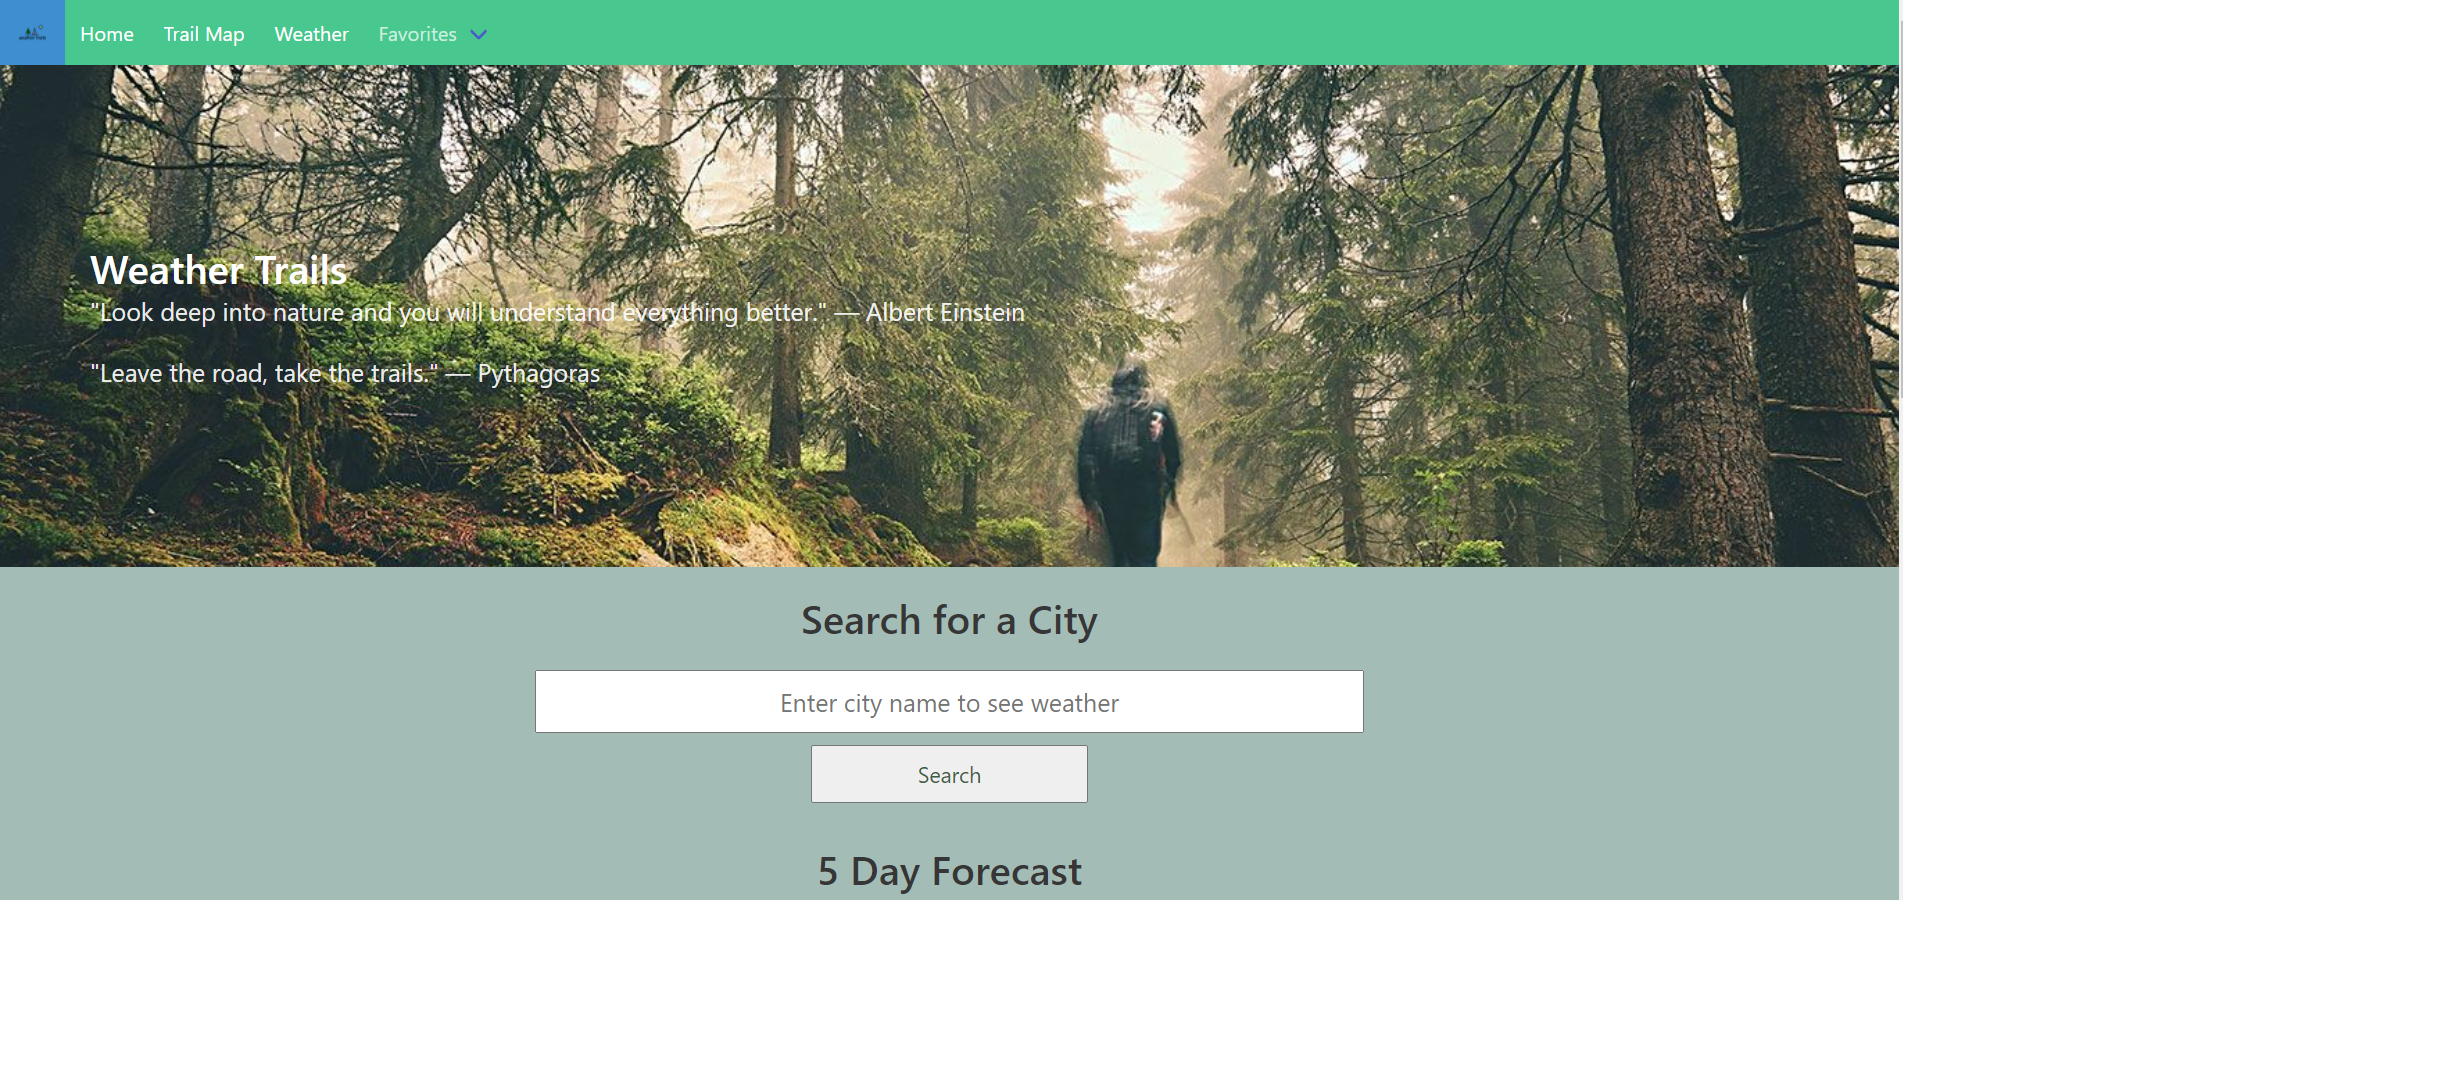 Home Trail Map Weather Favorites
Weather Trails
"Look deep into nature and you will understand everything better." — Albert Einstein
"Leave the road, take the trails." — Pythagoras
Search for a City
Enter city name to see weather
Search
5 Day Forecast